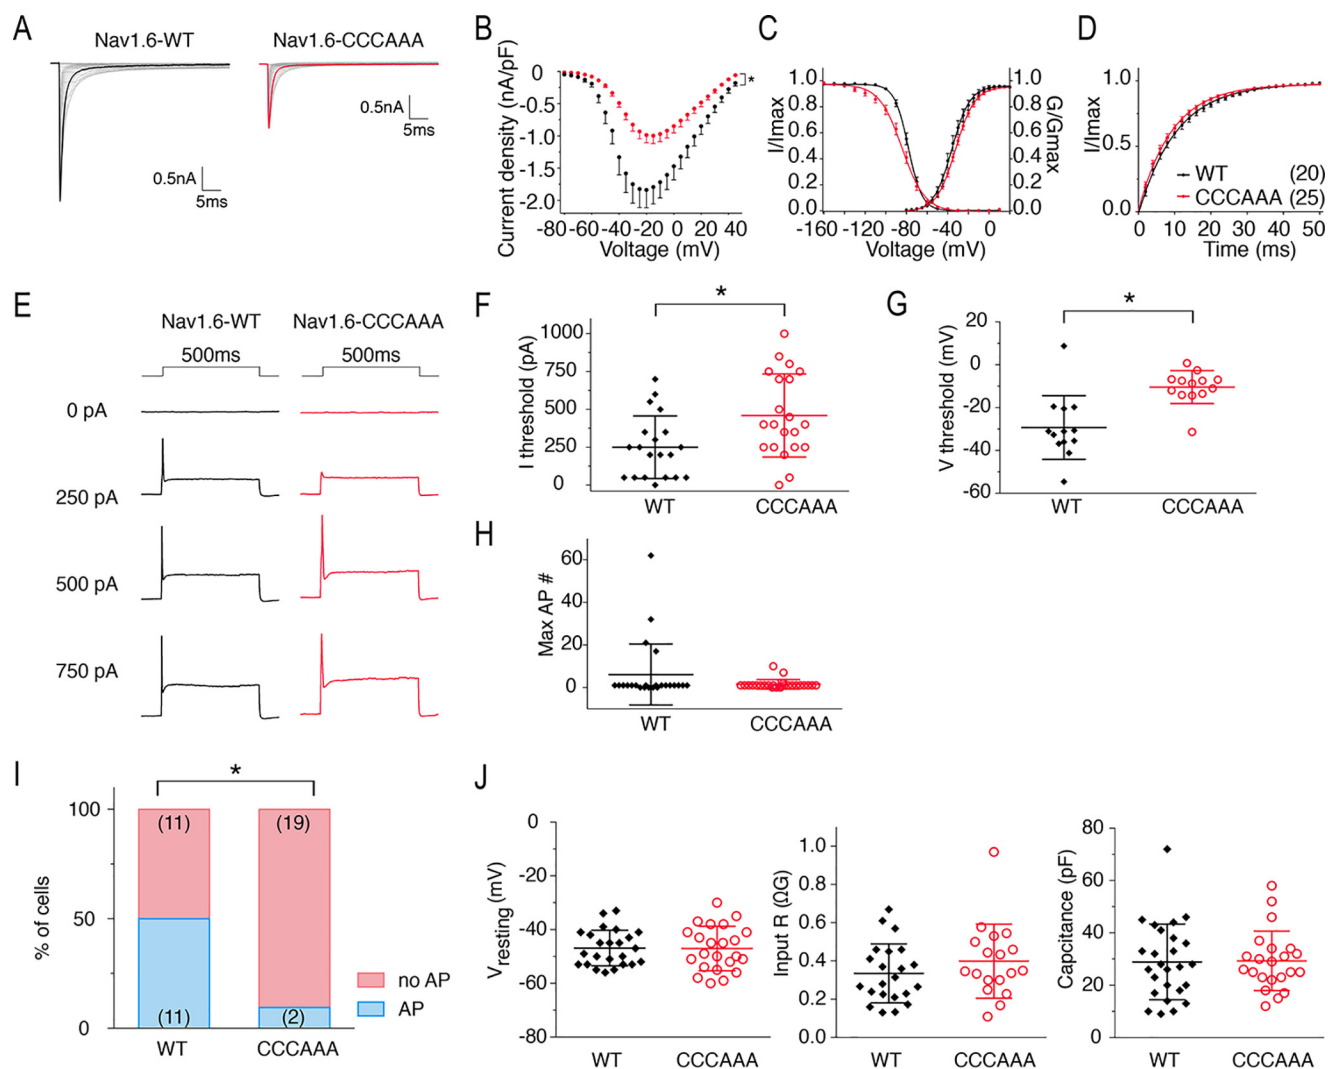 A
Nav1.6-WT
Nav1.6-CCCAAA
0.5nA
5ms
0.5nA
5ms
B
Current density (nA/pF)
0
-0.5
-1.0
-1.5
-2.0
*
-80 -60 -40 -20 0 20 40
Voltage (mV)
C
I/Imax
1.0
0.8
0.6
0.4
0.2
0.0
1.0
0.8
0.6
0.4
0.2
0.0
G/Gmax
-160 -120 -80 -40 0
Voltage (mV)
D
I/Imax
1.0
0.8
0.6
0.4
0.2
0.0
WT (20)
CCCAAA (25)
0 10 20 30 40 50
Time (ms)
E
Nav1.6-WT
Nav1.6-CCCAAA
500ms
500ms
0 pA
250 pA
500 pA
750 pA
F
*
I threshold (pA)
1000
750
500
250
0
WT CCCAAA
G
*
V threshold (mV)
20
0
-20
-40
-60
WT CCCAAA
H
Max AP #
60
40
20
0
WT CCCAAA
I
*
% of cells
100
50
0
(11) (19)
(11) (2)
no AP
AP
WT CCCAAA
J
Vresting (mV)
0
-20
-40
-60
-80
WT CCCAAA
Input R (ΩG)
1.0
0.8
0.6
0.4
0.2
0.0
WT CCCAAA
Capcitance (pF)
80
60
40
20
0
WT CCCAAA